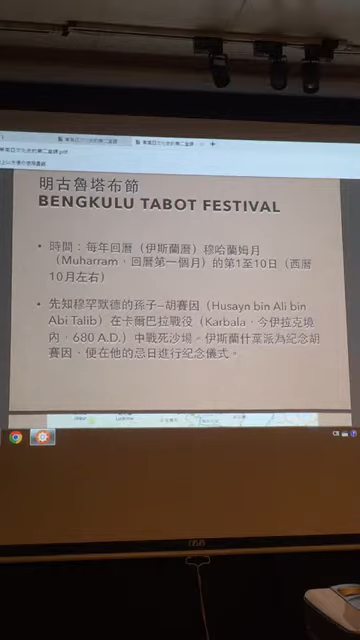 明古魯塔布節
BENGKULU TABOT FESTIVAL
• 時間：每年回曆（伊斯蘭曆）穆哈蘭姆月
（Muharram、回曆第一個月）的第1至10日（西曆
10月左右）
• 先知穆罕默德的孫子–胡賽因（Husayn bin Ali bin
Abi Talib）在卡爾巴拉戰役（Karbala、今伊拉克境
內，680 A.D.）中戰死沙場。伊斯蘭什葉派為紀念胡
賽因，便在他的忌日進行紀念儀式。